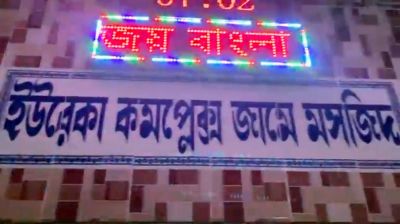 জয় বাংলা
ইউরেকা কমপ্লেক্স জামে মসজিদ